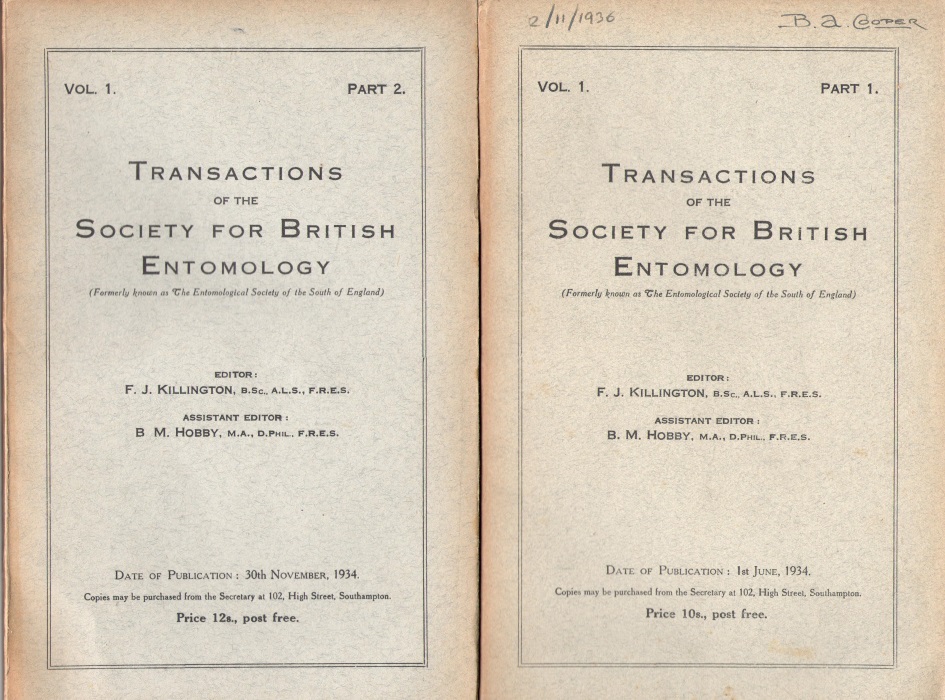 VOL. 1. PART 2.
TRANSACTIONS
OF THE
SOCIETY FOR BRITISH
ENTOMOLOGY
(Formerly known as The Entomological Society of the South of England)
EDITOR:
F. J. KILLINGTON, B.Sc., A.L.S., F.R.E.S.
ASSISTANT EDITOR:
B M. HOBBY, M.A., D.PHIL., F.R.E.S.
DATE OF PUBLICATION: 30th NOVEMBER, 1934.
Copies may be purchased from the Secretary at 102, High Street, Southampton.
Price 12s., post free.
2/11/1936 B. A. COOPER
VOL. 1. PART 1.
TRANSACTIONS
OF THE
SOCIETY FOR BRITISH
ENTOMOLOGY
(Formerly known as The Entomological Society of the South of England)
EDITOR:
F. J. KILLINGTON, B.Sc., A.L.S., F.R.E.S.
ASSISTANT EDITOR:
B. M. HOBBY, M.A., D.PHIL., F.R.E.S.
DATE OF PUBLICATION: 1st JUNE, 1934.
Copies may be purchased from the Secretary at 102, High Street, Southampton.
Price 10s., post free.